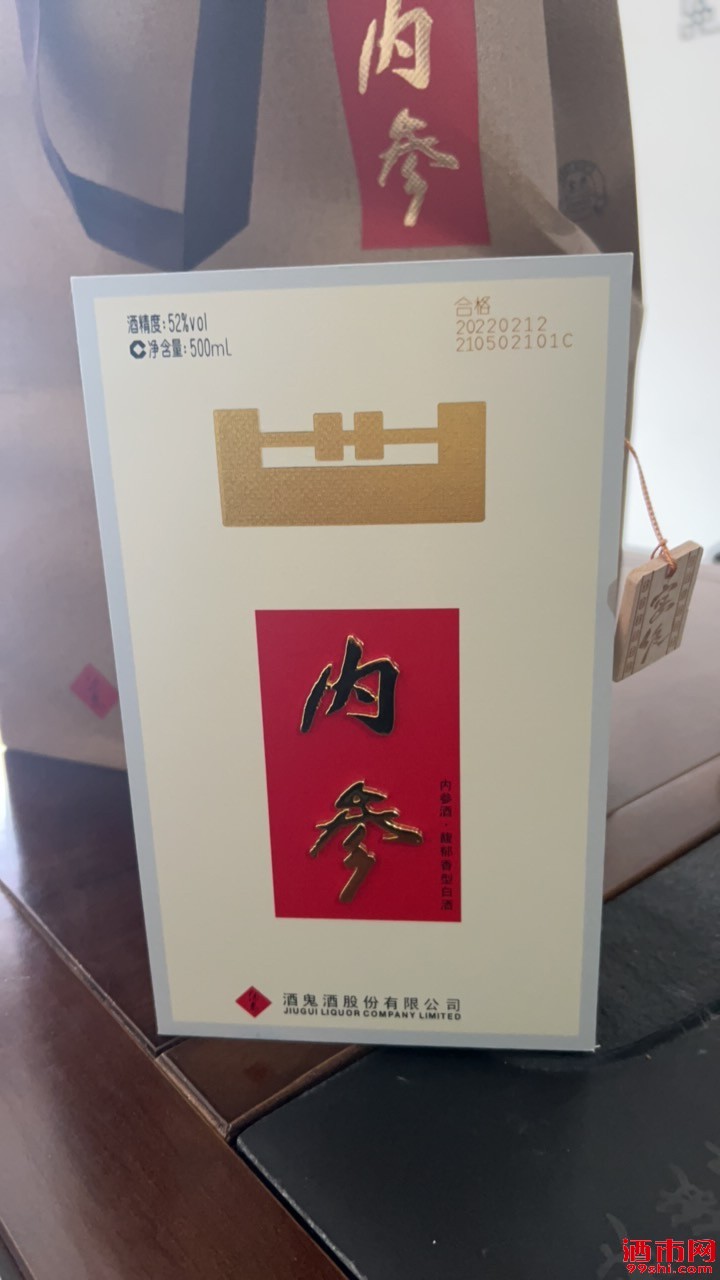 内参
酒精度:52%vol
净含量:500mL
合格
20220212
210502101C
内参
内参酒·馥郁香型白酒
酒鬼酒股份有限公司
JIUGUI LIQUOR COMPANY LIMITED
酒市网
99shi.com